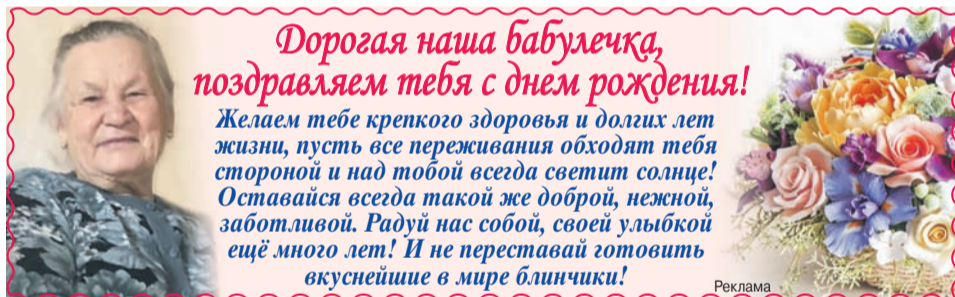 Дорогая наша бабулечка,
поздравляем тебя с днем рождения!
Желаем тебе крепкого здоровья и долгих лет
жизни, пусть все переживания обходят тебя
стороной и над тобой всегда светит солнце!
Оставайся всегда такой же доброй, нежной,
заботливой. Радуй нас собой, своей улыбкой
ещё много лет! И не переставай готовить
вкуснейшие в мире блинчики!
Реклама